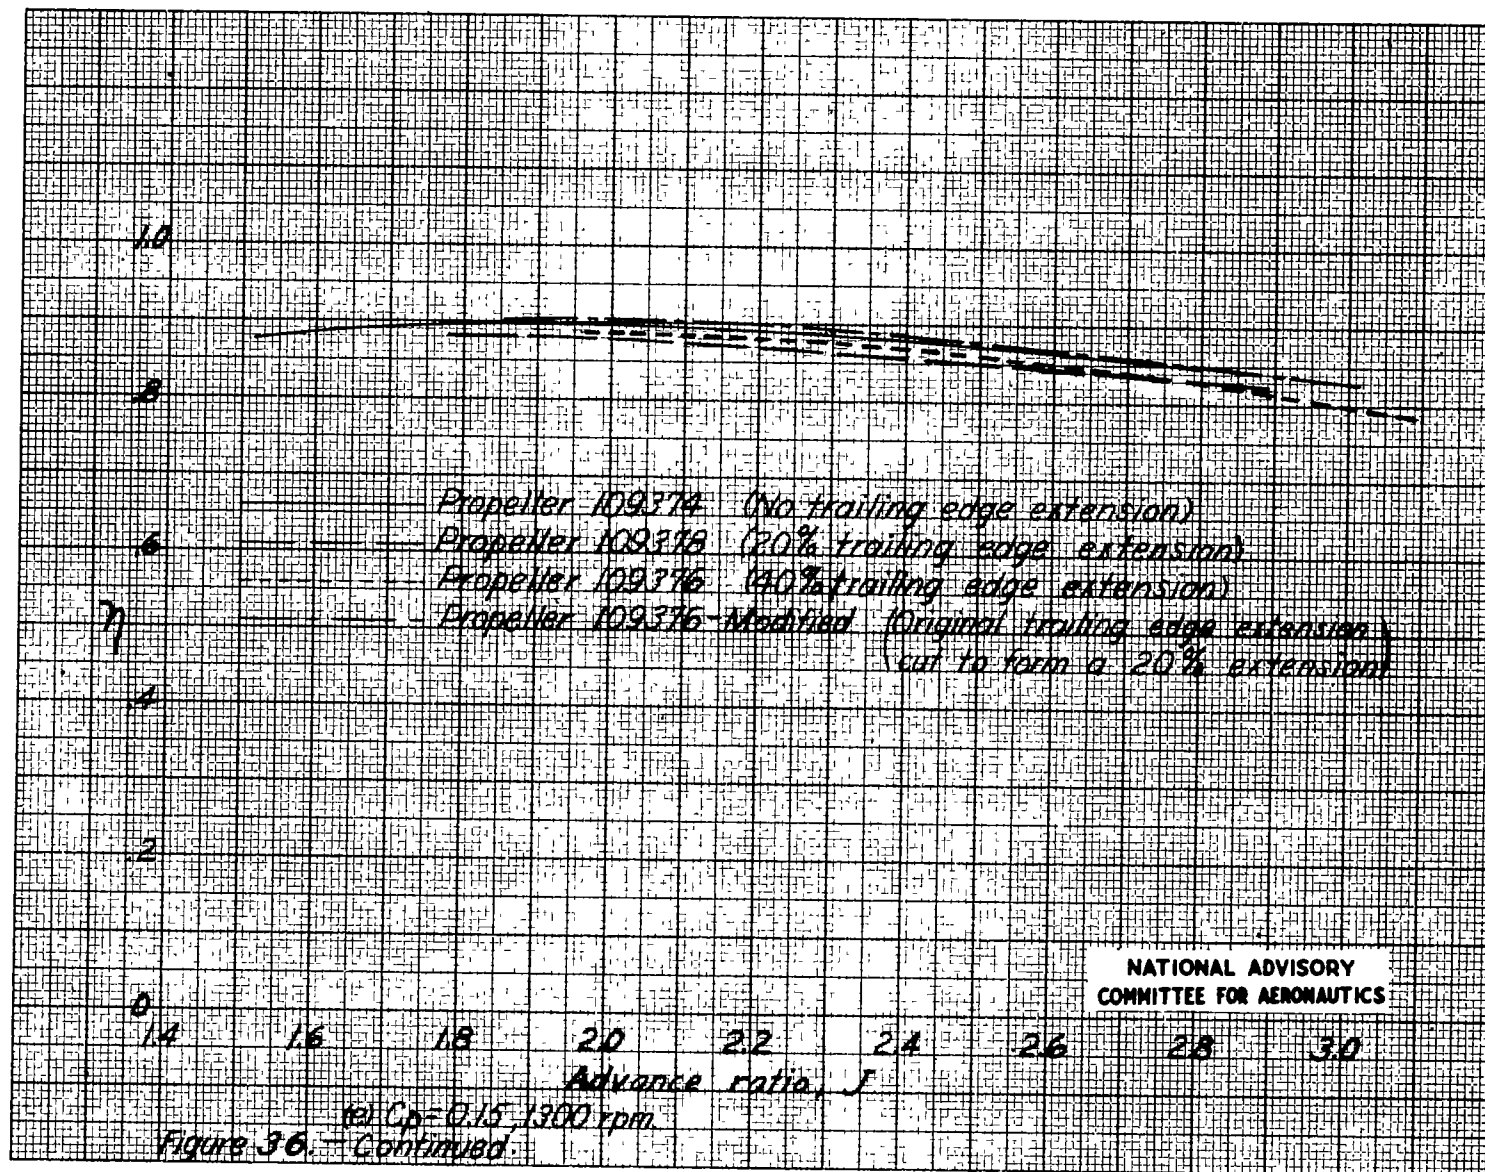 1.0
.8
Propeller 109374 (No trailing edge extension)
.6
Propeller 109378 (20% trailing edge extension)
Propeller 109376 (40% trailing edge extension)
η
Propeller 109376-Modified (Original trailing edge extension
cut to form a 20% extension)
.4
.2
NATIONAL ADVISORY
COMMITTEE FOR AERONAUTICS
0
1.4 1.6 1.8 2.0 2.2 2.4 2.6 2.8 3.0
Advance ratio, J
(e) Cp=0.15, 1300 rpm.
Figure 36.-Continued.